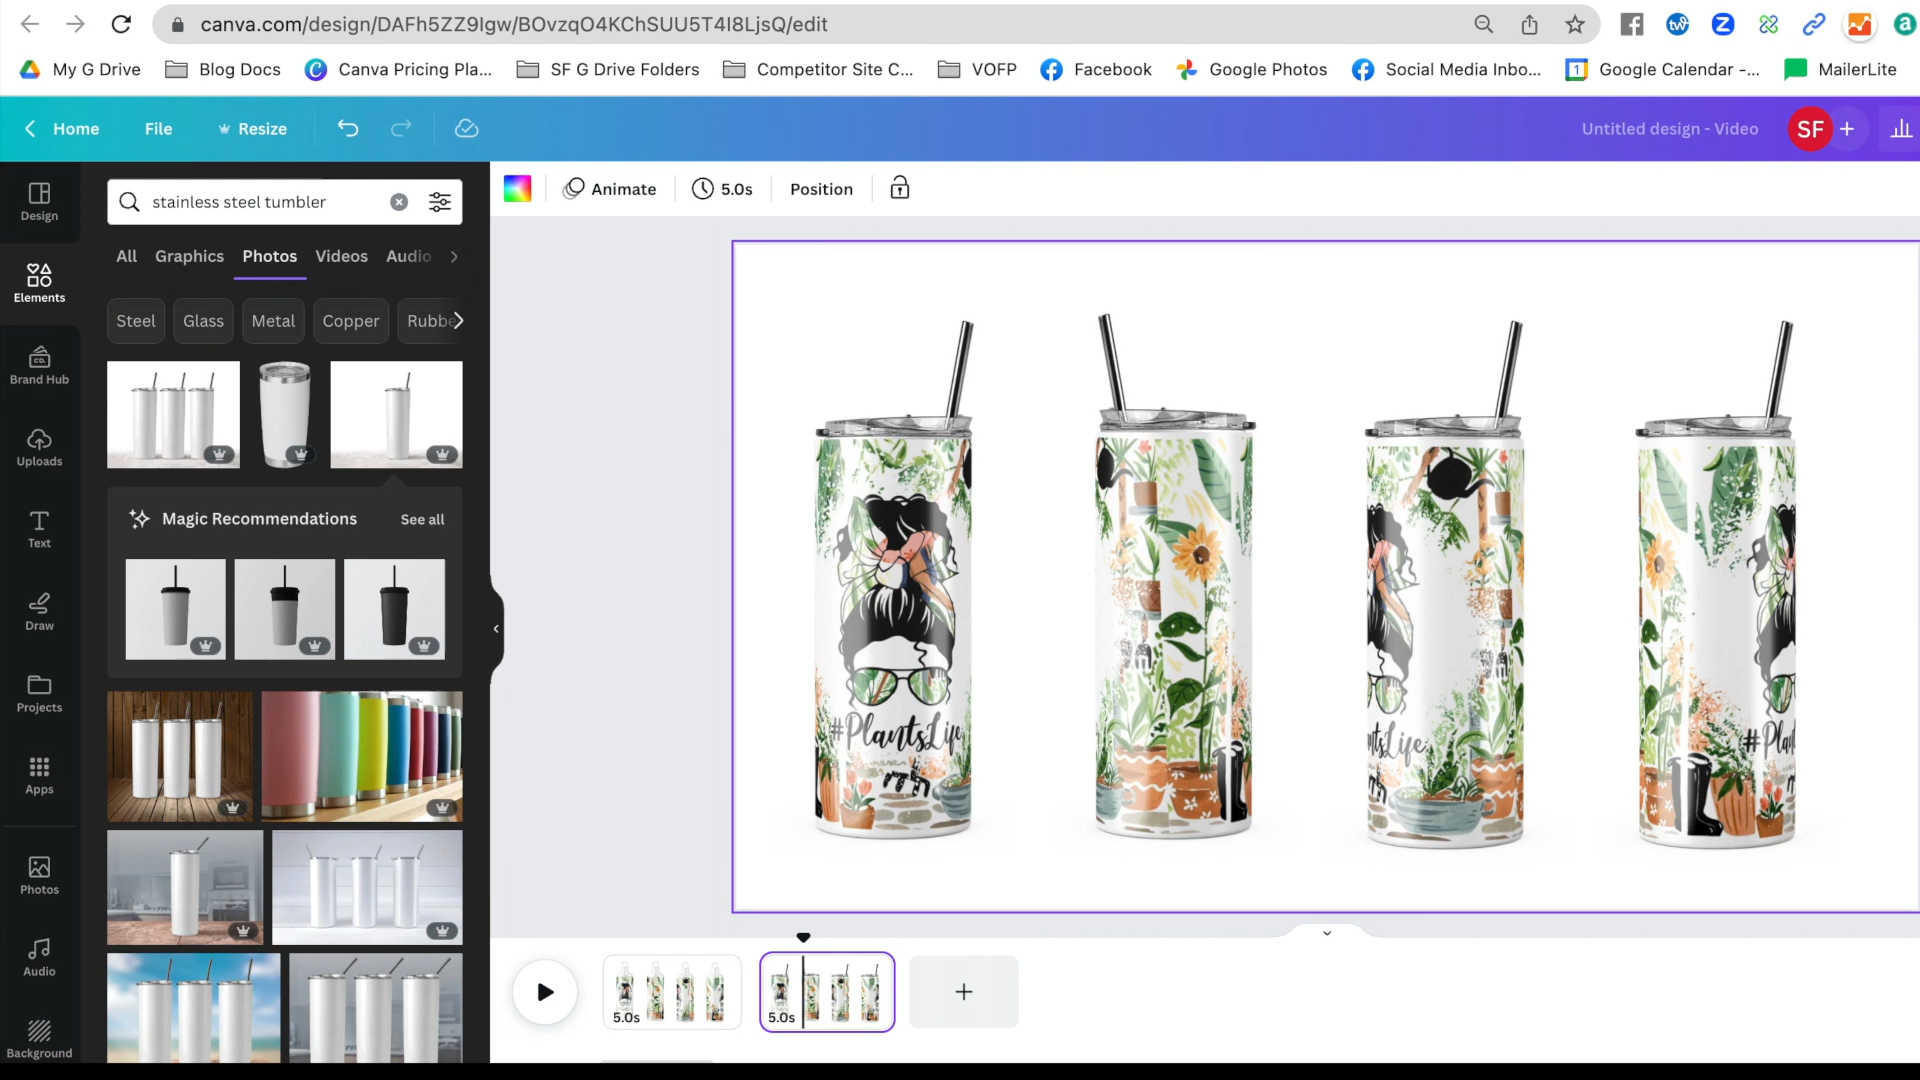 canva.com/design/DAFh5ZZ9Igw/BOvzqO4KChSUU5T4I8LjsQ/edit
My G Drive
Blog Docs
Canva Pricing Pla...
SF G Drive Folders
Competitor Site C...
VOFP
Facebook
Google Photos
Social Media Inbo...
Google Calendar -...
MailerLite
Home
File
Resize
Untitled design - Video
SF
Design
stainless steel tumbler
Animate
5.0s
Position
All
Graphics
Photos
Videos
Audio
Elements
Steel
Glass
Metal
Copper
Rubbe
Brand Hub
Uploads
Magic Recommendations
See all
Text
Draw
Projects
Apps
Photos
Audio
Background
#PlantsLife
ntsLife
#Plan
5.0s
5.0s